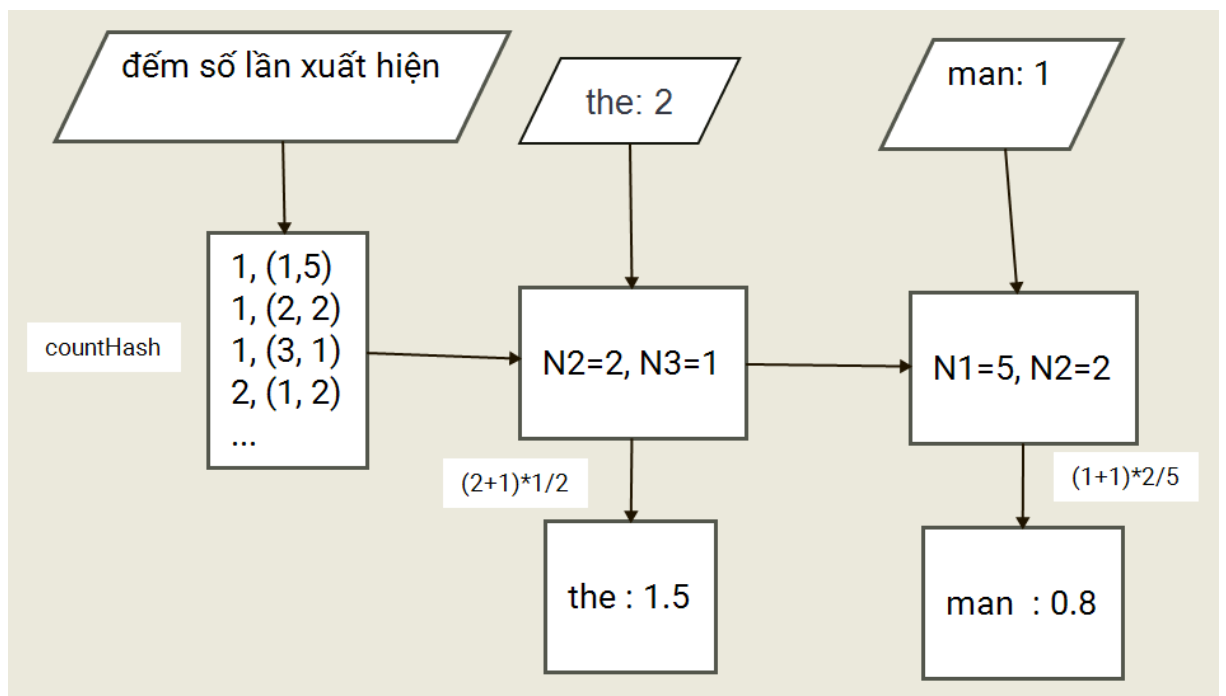 đếm số lần xuất hiện
the: 2
man: 1
countHash
1, (1,5)
1, (2, 2)
1, (3, 1)
2, (1, 2)
...
N2=2, N3=1
N1=5, N2=2
(2+1)*1/2
(1+1)*2/5
the : 1.5
man : 0.8